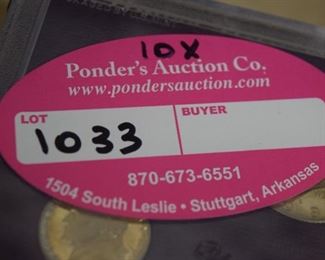 10X
Ponder's Auction Co.
www.pondersauction.com
LOT
BUYER
1033
870-673-6551
1504 South Leslie • Stuttgart, Arkansas